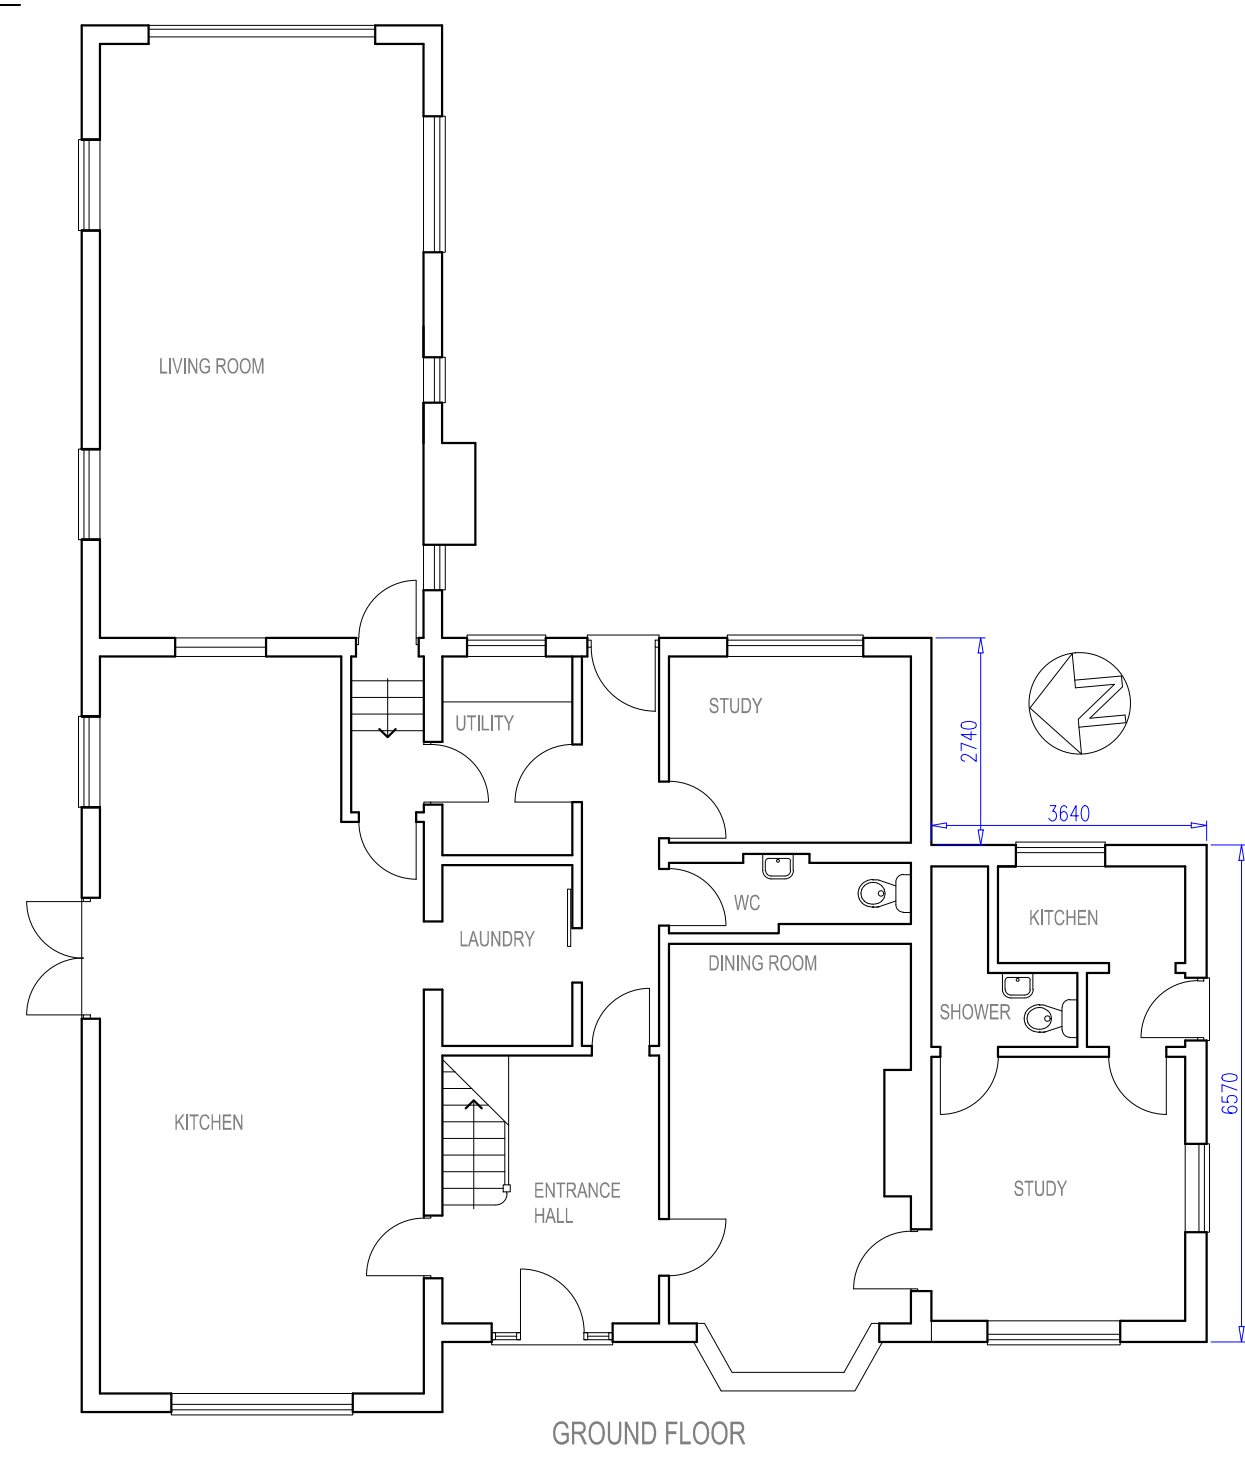 LIVING ROOM
STUDY
UTILITY
2740
N
3640
WC
KITCHEN
LAUNDRY
DINING ROOM
SHOWER
6570
KITCHEN
STUDY
ENTRANCE
HALL
GROUND FLOOR